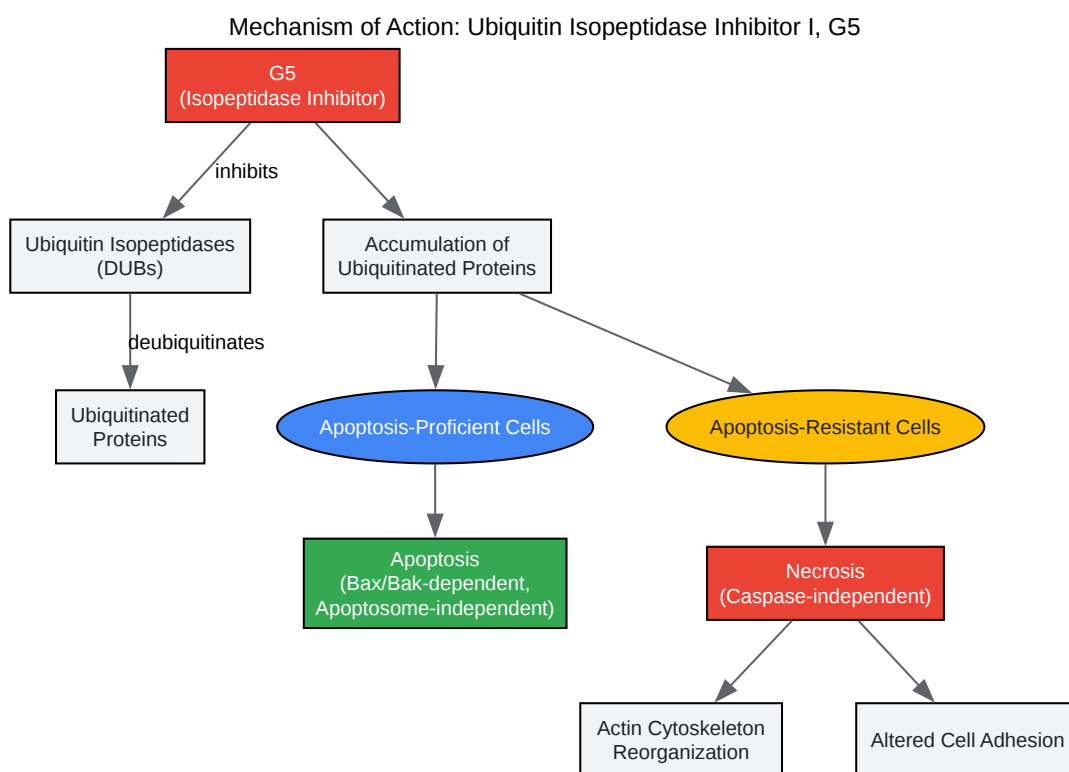 Mechanism of Action: Ubiquitin Isopeptidase Inhibitor I, G5
G5
(Isopeptidase Inhibitor)
inhibits
Ubiquitin Isopeptidases
(DUBs)
Accumulation of
Ubiquitinated Proteins
deubiquitinates
Ubiquitinated
Proteins
Apoptosis-Proficient Cells
Apoptosis-Resistant Cells
Apoptosis
(Bax/Bak-dependent,
Apoptosome-independent)
Necrosis
(Caspase-independent)
Actin Cytoskeleton
Reorganization
Altered Cell Adhesion